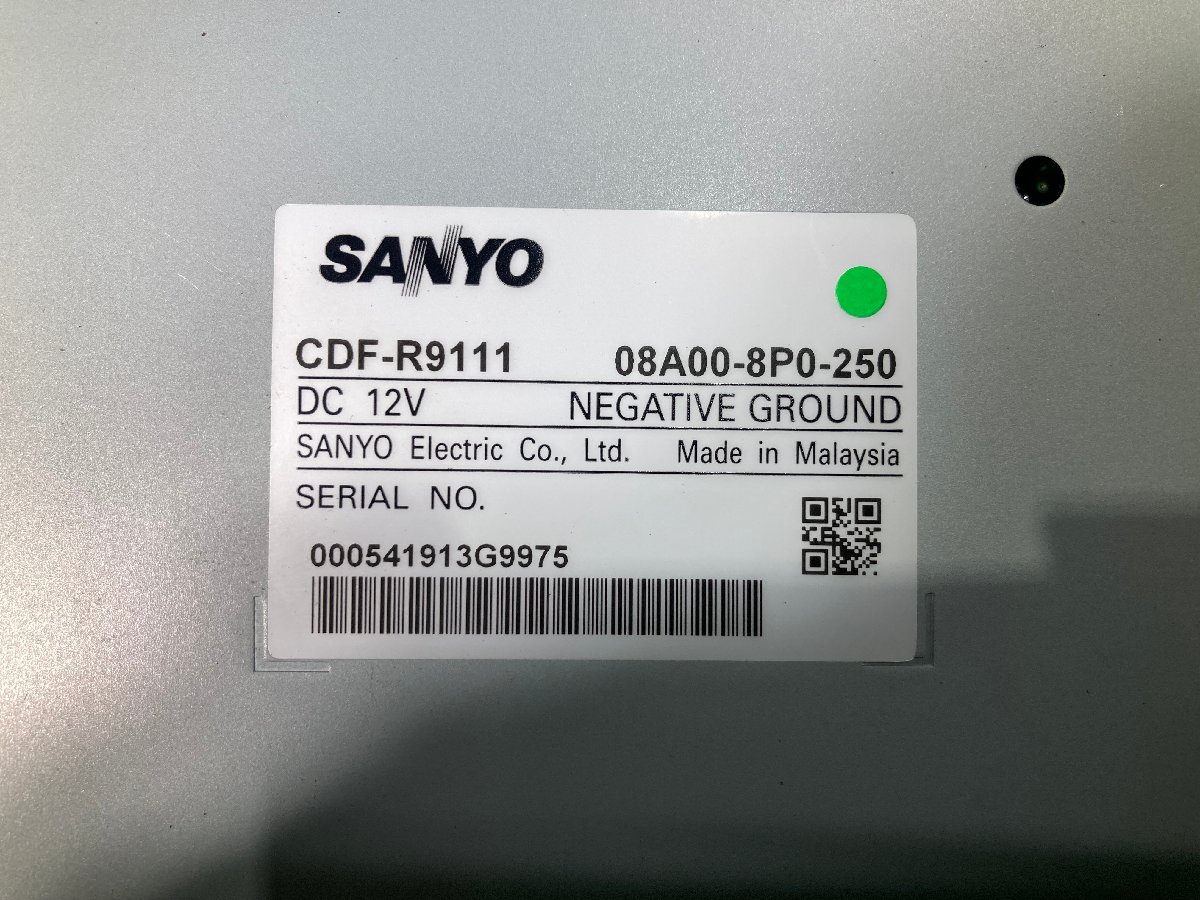 SANYO
CDF-R9111 08A00-8P0-250
DC 12V NEGATIVE GROUND
SANYO Electric Co., Ltd. Made in Malaysia
SERIAL NO.
000541913G9975